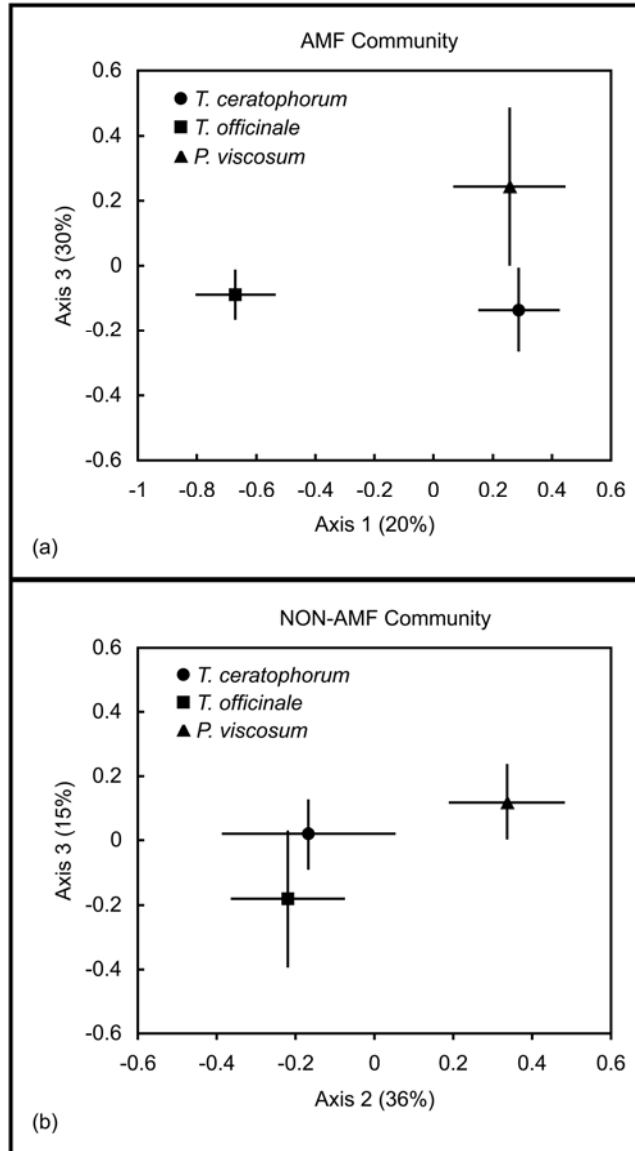 AMF Community
0.6
0.4
0.2
0
-0.2
-0.4
-0.6
Axis 3 (30%)
T. ceratophorum
T. officinale
P. viscosum
-1 -0.8 -0.6 -0.4 -0.2 0 0.2 0.4 0.6
Axis 1 (20%)
(a)
NON-AMF Community
0.6
0.4
0.2
0
-0.2
-0.4
-0.6
Axis 3 (15%)
T. ceratophorum
T. officinale
P. viscosum
-0.6 -0.4 -0.2 0 0.2 0.4 0.6
Axis 2 (36%)
(b)